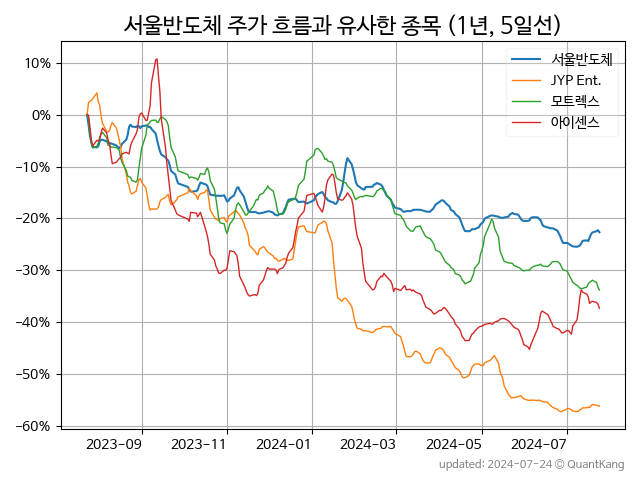 서울반도체 주가 흐름과 유사한 종목 (1년, 5일선)
서울반도체
JYP Ent.
모트렉스
아이센스
10%
0%
-10%
-20%
-30%
-40%
-50%
-60%
2023-09
2023-11
2024-01
2024-03
2024-05
2024-07
updated: 2024-07-24 © QuantKang